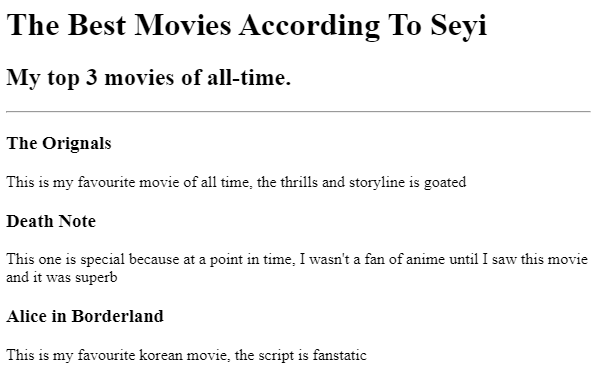 The Best Movies According To Seyi
My top 3 movies of all-time.
The Orignals
This is my favourite movie of all time, the thrills and storyline is goated
Death Note
This one is special because at a point in time, I wasn't a fan of anime until I saw this movie
and it was superb
Alice in Borderland
This is my favourite korean movie, the script is fanstatic